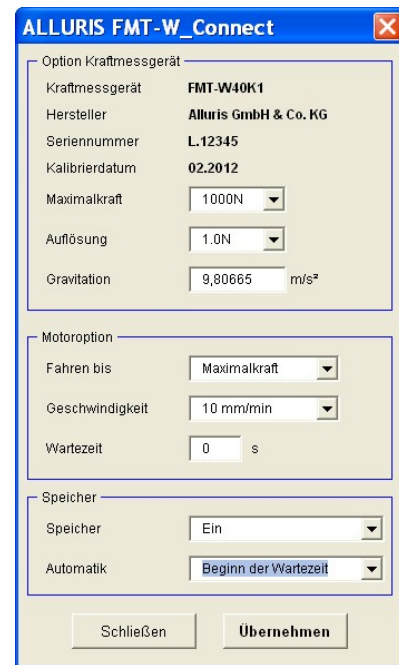 ALLURIS FMT-W_Connect
Option Kraftmessgerät
Kraftmessgerät FMT-W40K1
Hersteller Alluris GmbH & Co. KG
Seriennummer L.12345
Kalibrierdatum 02.2012
Maximalkraft 1000N
Auflösung 1.0N
Gravitation 9,80665 m/s²
Motoroption
Fahren bis Maximalkraft
Geschwindigkeit 10 mm/min
Wartezeit 0 s
Speicher
Speicher Ein
Automatik Beginn der Wartezeit
Schließen Übernehmen